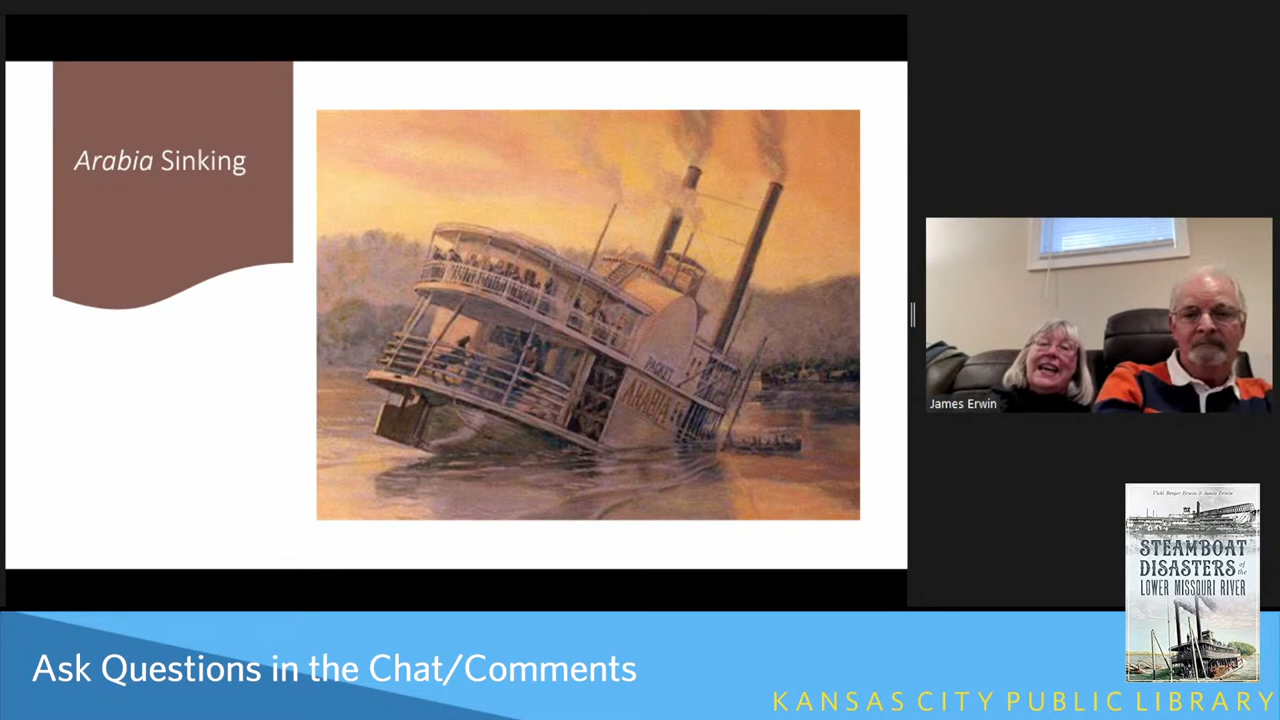 Arabia Sinking
PACKET
ARABIA
James Erwin
Vicki Berger Erwin & James Erwin
STEAMBOAT
DISASTERS of the
LOWER MISSOURI RIVER
Ask Questions in the Chat/Comments
KANSAS CITY PUBLIC LIBRARY